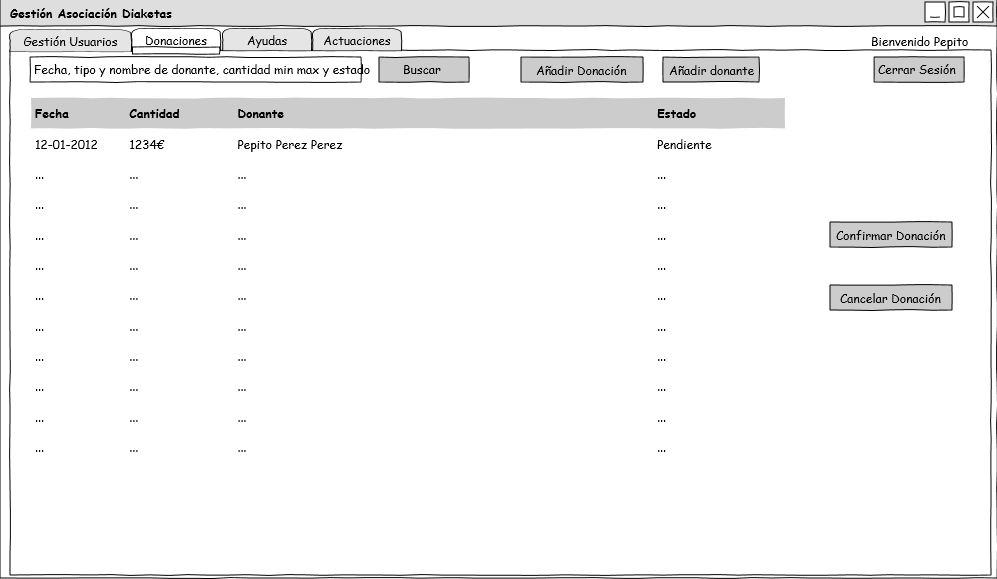 Gestión Asociación Diaketas
Gestión Usuarios Donaciones Ayudas Actuaciones Bienvenido Pepito
Fecha, tipo y nombre de donante, cantidad min max y estado Buscar Añadir Donación Añadir donante Cerrar Sesión
Fecha Cantidad Donante Estado
12-01-2012 1234€ Pepito Perez Perez Pendiente
... ... ... ...
... ... ... ...
... ... ... ... Confirmar Donación
... ... ... ...
... ... ... ... Cancelar Donación
... ... ... ...
... ... ... ...
... ... ... ...
... ... ... ...
... ... ... ...